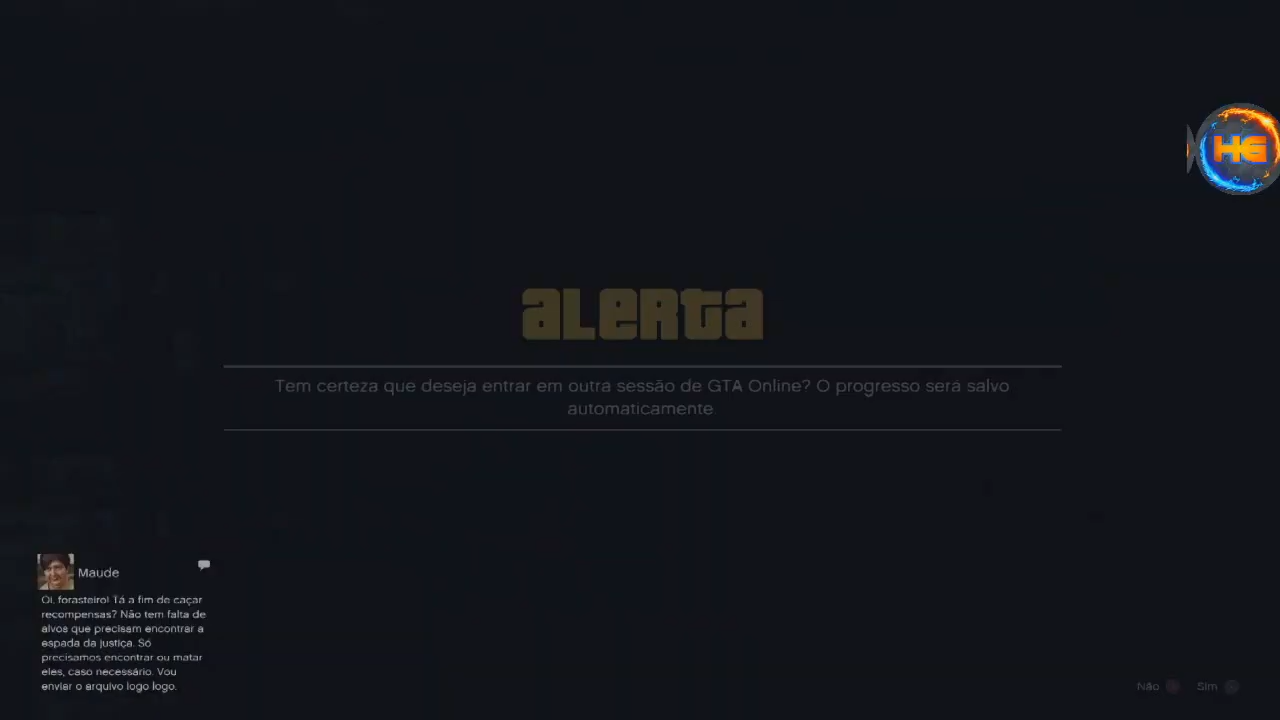 HG
alerta
Tem certeza que deseja entrar em outra sessão de GTA Online? O progresso será salvo
automaticamente
Maude
Oi, forasteiro! Tá a fim de caçar
recompensas? Não tem falta de
alvos que precisam encontrar a
espada da justiça. Só
precisamos encontrar ou matar
eles, caso necessário. Vou
enviar o arquivo logo logo.
Não Sim